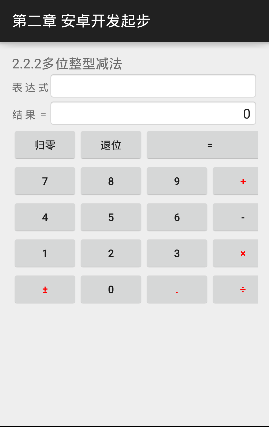 第二章 安卓开发起步
2.2.2多位整型减法
表 达 式
结 果 = 0
归零 退位 =
7 8 9 +
4 5 6 -
1 2 3 ×
± 0 . ÷